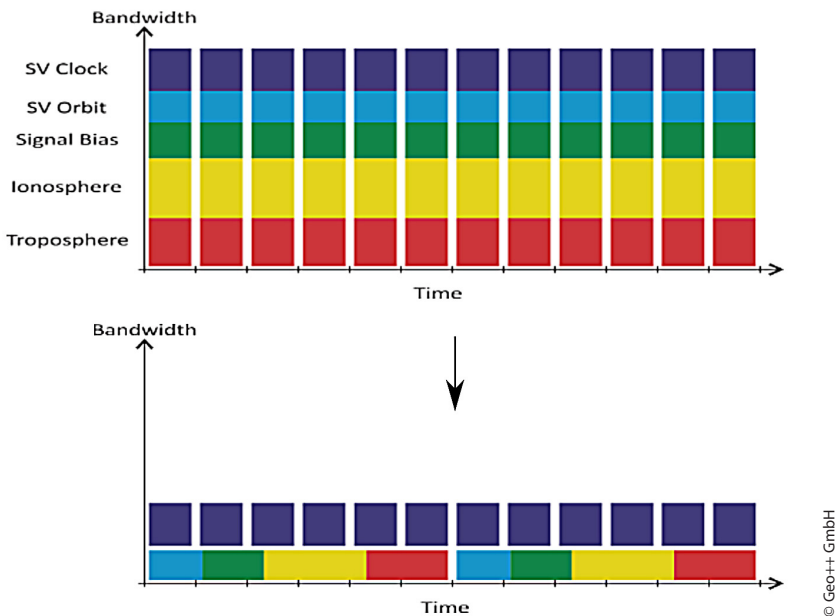 Bandwidth
SV Clock
SV Orbit
Signal Bias
Ionosphere
Troposphere
Time
Bandwidth
Time
© Geo++ GmbH